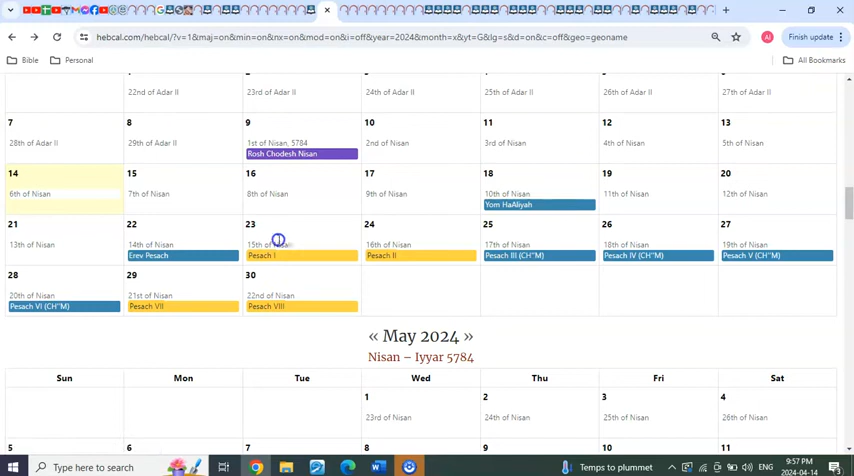 hebcal.com/hebcal/?v=1&maj=on&min=on&nx=on&mod=on&i=off&year=2024&month=x&yt=G&lg=s&d=on&c=off&geo=geoname
AI
Finish update
Bible
Personal
All Bookmarks
22nd of Adar II
23rd of Adar II
24th of Adar II
25th of Adar II
26th of Adar II
27th of Adar II
7
8
9
10
11
12
13
28th of Adar II
29th of Adar II
1st of Nisan, 5784
2nd of Nisan
3rd of Nisan
4th of Nisan
5th of Nisan
Rosh Chodesh Nisan
14
15
16
17
18
19
20
6th of Nisan
7th of Nisan
8th of Nisan
9th of Nisan
10th of Nisan
11th of Nisan
12th of Nisan
Yom HaAliyah
21
22
23
24
25
26
27
13th of Nisan
14th of Nisan
15th of Nisan
16th of Nisan
17th of Nisan
18th of Nisan
19th of Nisan
Erev Pesach
Pesach I
Pesach II
Pesach III (CH''M)
Pesach IV (CH''M)
Pesach V (CH''M)
28
29
30
20th of Nisan
21st of Nisan
22nd of Nisan
Pesach VI (CH''M)
Pesach VII
Pesach VIII
« May 2024 »
Nisan – Iyyar 5784
Sun
Mon
Tue
Wed
Thu
Fri
Sat
1
2
3
4
23rd of Nisan
24th of Nisan
25th of Nisan
26th of Nisan
5
6
7
8
9
10
11
Type here to search
Temps to plummet
ENG
9:57 PM
2024-04-14